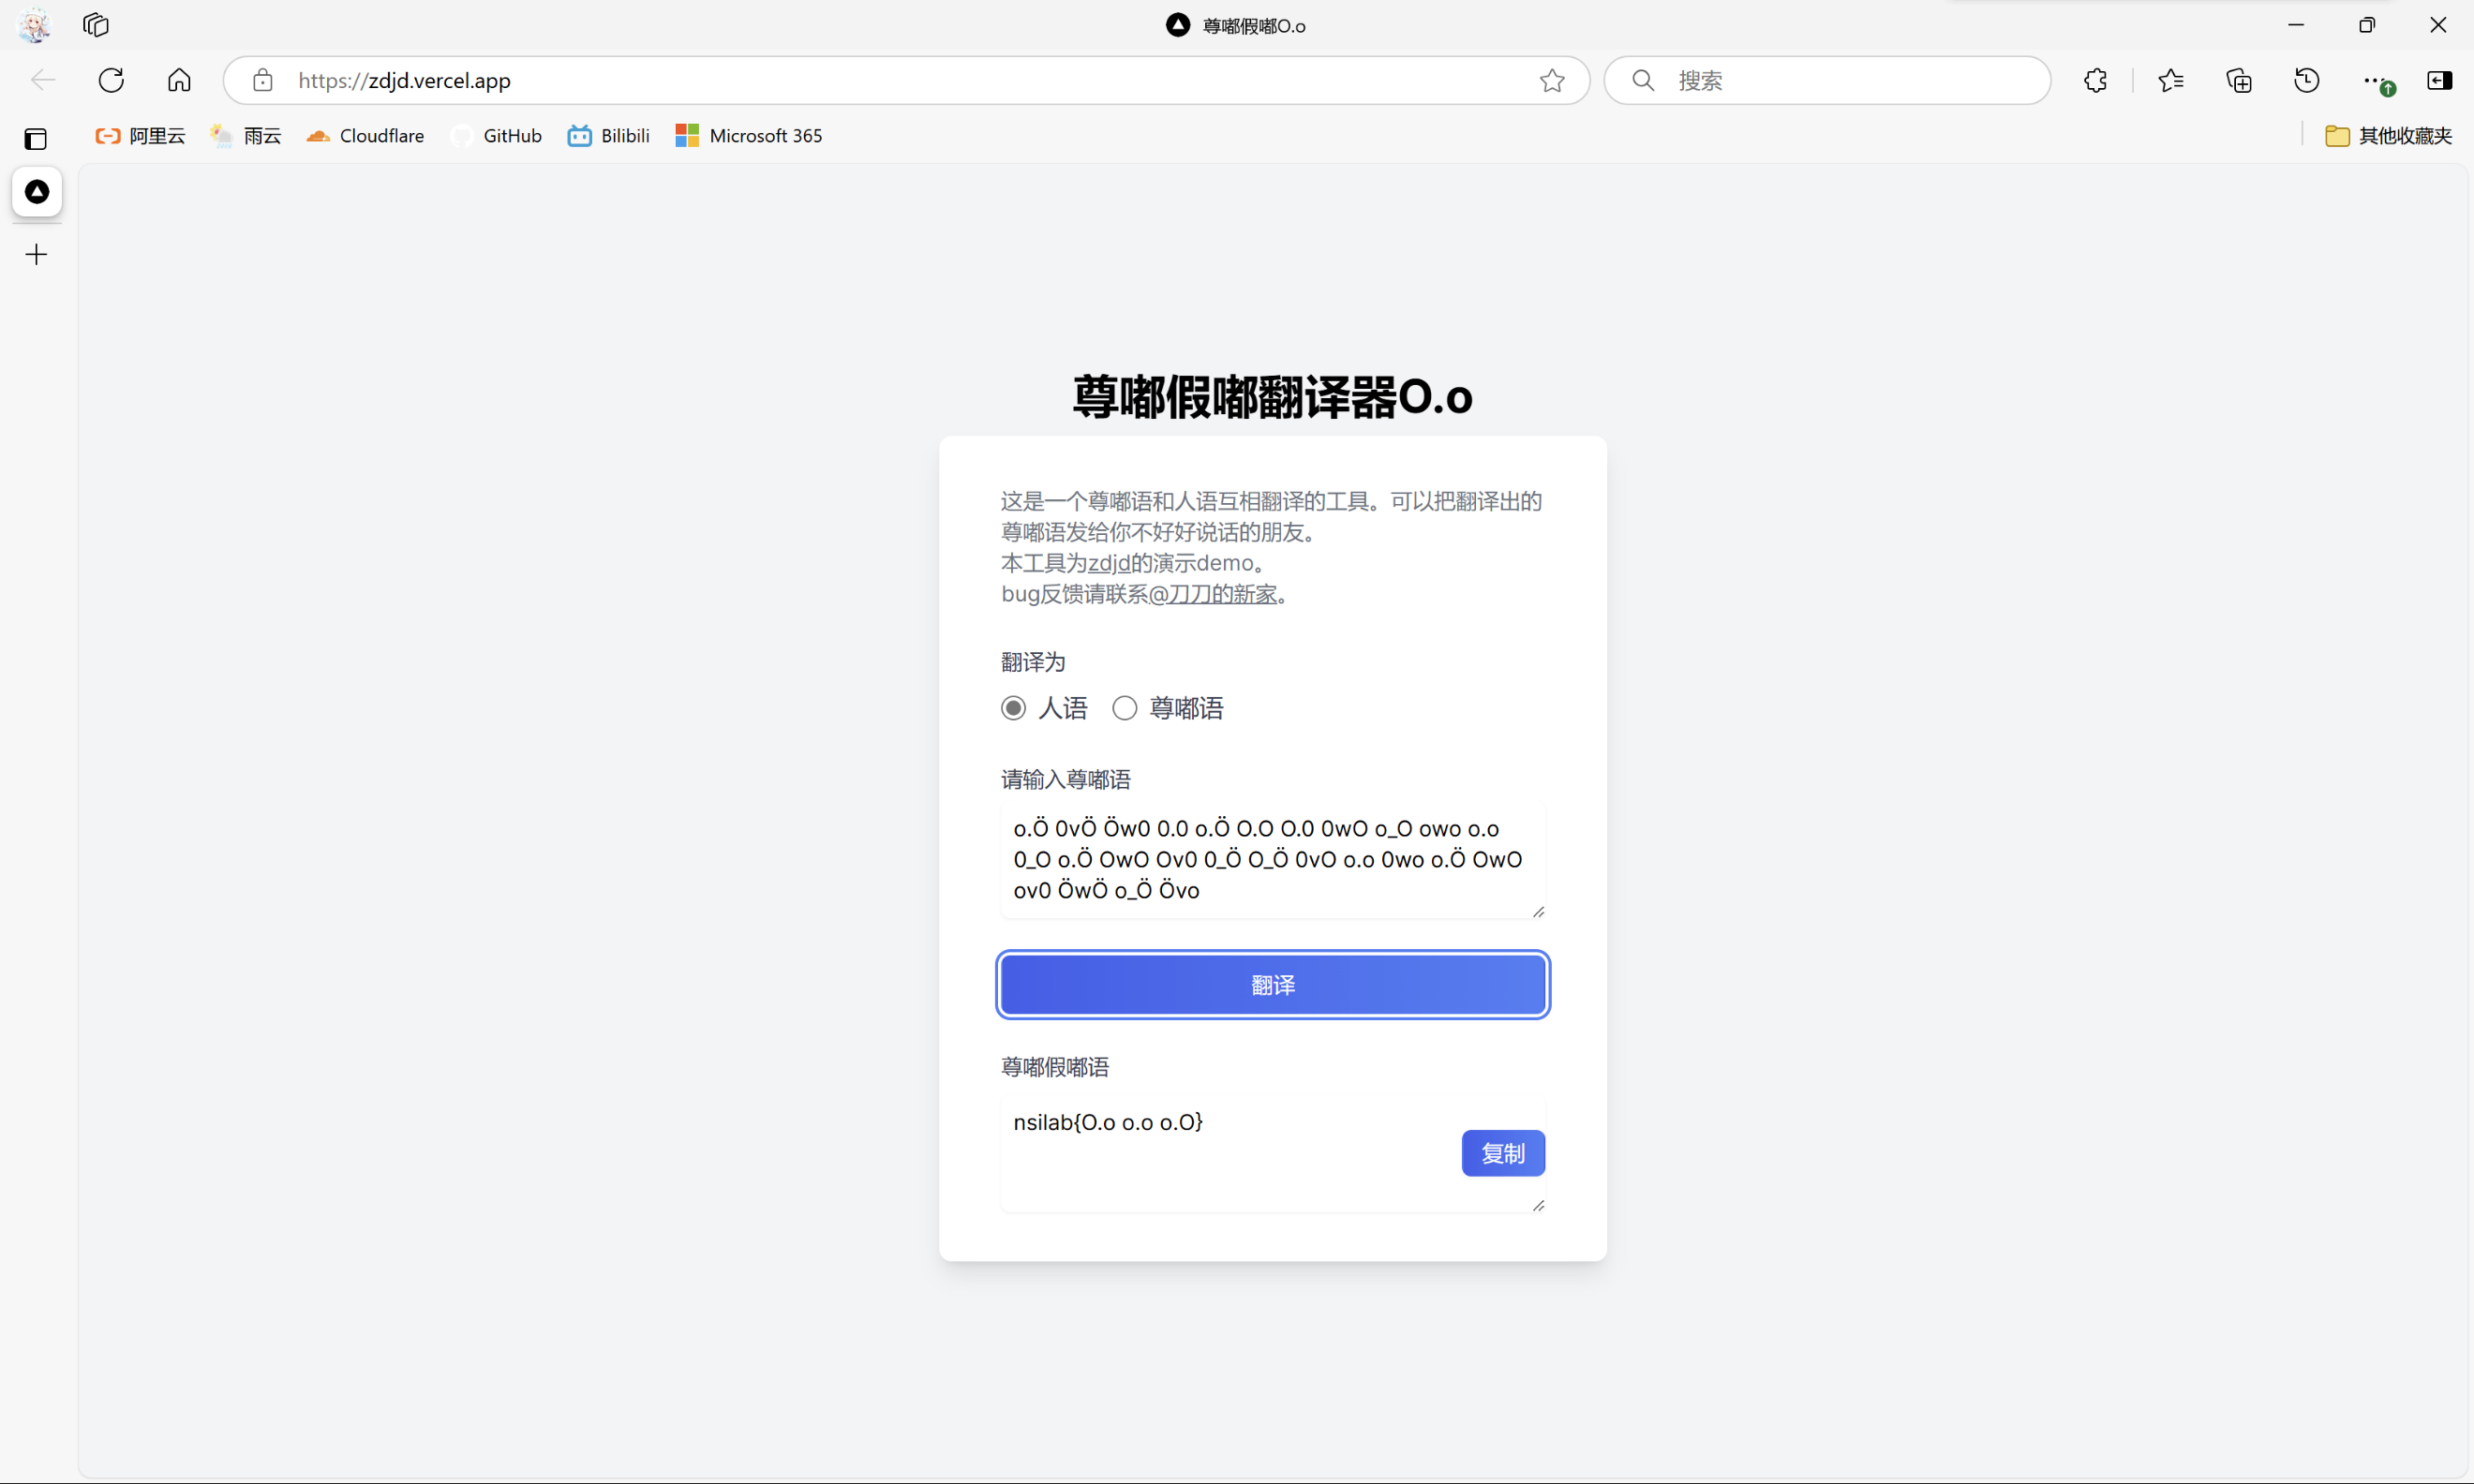 尊嘟假嘟O.o
https://zdjd.vercel.app
搜索
阿里云 雨云 Cloudflare GitHub Bilibili Microsoft 365 其他收藏夹
尊嘟假嘟翻译器O.o
这是一个尊嘟语和人语互相翻译的工具。可以把翻译出的
尊嘟语发给你不好好说话的朋友。
本工具为zdjd的演示demo。
bug反馈请联系@刀刀的新家。
翻译为
人语 尊嘟语
请输入尊嘟语
o.Ö 0vÖ Öw0 0.0 o.Ö O.O O.0 0wO o_O owo o.o
0_O o.Ö OwO Ov0 0_Ö O_Ö 0vO o.o 0wo o.Ö OwO
ov0 ÖwÖ o_Ö Övo
翻译
尊嘟假嘟语
nsilab{O.o o.o o.O}
复制